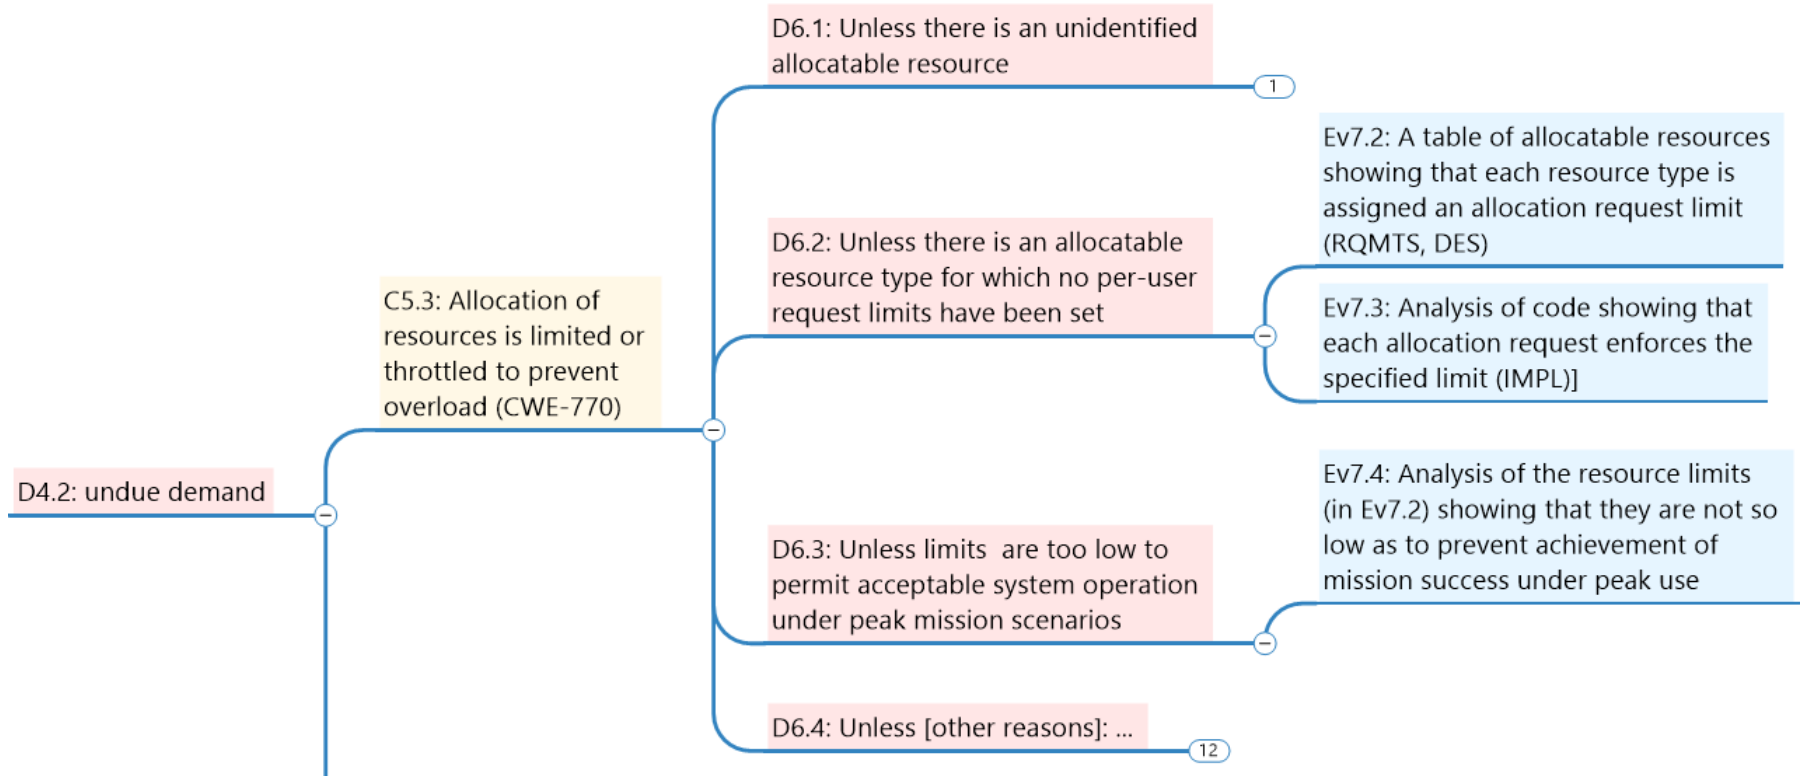 D6.1: Unless there is an unidentified
allocatable resource
1
Ev7.2: A table of allocatable resources
showing that each resource type is
assigned an allocation request limit
(RQMTS, DES)
D6.2: Unless there is an allocatable
resource type for which no per-user
request limits have been set
Ev7.3: Analysis of code showing that
each allocation request enforces the
specified limit (IMPL)]
C5.3: Allocation of
resources is limited or
throttled to prevent
overload (CWE-770)
D4.2: undue demand
Ev7.4: Analysis of the resource limits
(in Ev7.2) showing that they are not so
low as to prevent achievement of
mission success under peak use
D6.3: Unless limits  are too low to
permit acceptable system operation
under peak mission scenarios
D6.4: Unless [other reasons]: ...
12